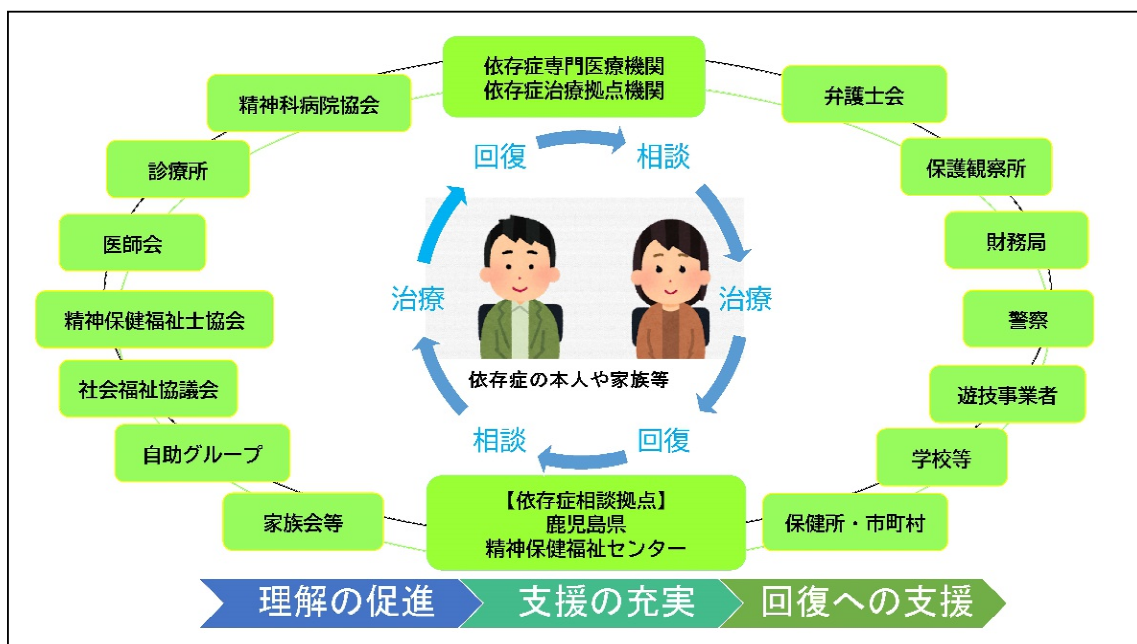 依存症専門医療機関
依存症治療拠点機関
精神科病院協会
弁護士会
診療所
保護観察所
医師会
財務局
精神保健福祉士協会
警察
社会福祉協議会
遊技事業者
自助グループ
学校等
家族会等
保健所・市町村
回復
相談
治療
治療
依存症の本人や家族等
相談
回復
【依存症相談拠点】
鹿児島県
精神保健福祉センター
理解の促進
支援の充実
回復への支援